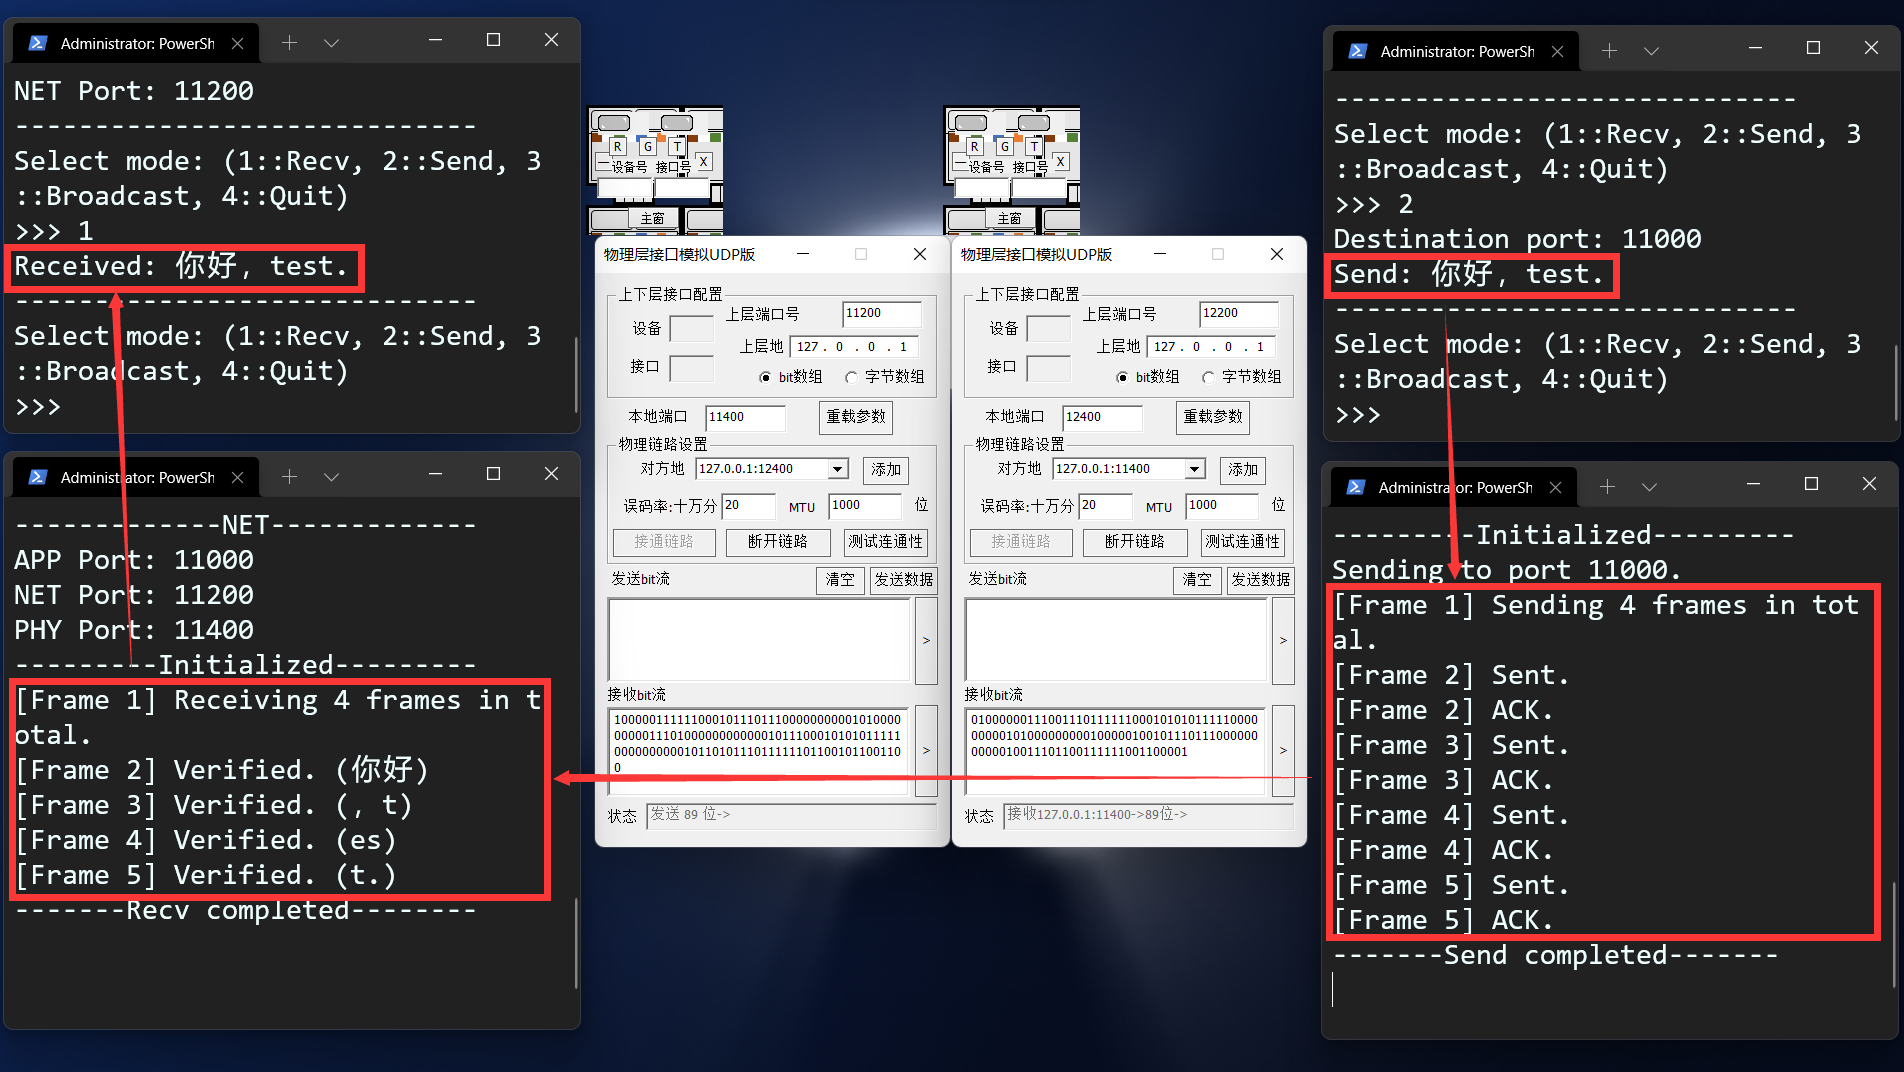 Administrator: PowerSh
NET Port: 11200
-----------------------------
Select mode: (1::Recv, 2::Send, 3
::Broadcast, 4::Quit)
>>> 1
Received: 你好, test.
-----------------------------
Select mode: (1::Recv, 2::Send, 3
::Broadcast, 4::Quit)
>>>
Administrator: PowerSh
-------------NET-------------
APP Port: 11000
NET Port: 11200
PHY Port: 11400
---------Initialized---------
[Frame 1] Receiving 4 frames in t
otal.
[Frame 2] Verified. (你好)
[Frame 3] Verified. (, t)
[Frame 4] Verified. (es)
[Frame 5] Verified. (t.)
-------Recv completed--------
R G T X
设备号 接口号
主窗
R G T X
设备号 接口号
主窗
物理层接口模拟UDP版
上下层接口配置
设备
上层端口号 11200
上层地 127 . 0 . 0 . 1
接口
bit数组 字节数组
本地端口 11400 重载参数
物理链路设置
对方地 127.0.0.1:12400 添加
误码率:十万分 20 MTU 1000 位
接通链路 断开链路 测试连通性
发送bit流 清空 发送数据
>
接收bit流
>
状态 发送 89 位->
物理层接口模拟UDP版
上下层接口配置
设备
上层端口号 12200
上层地 127 . 0 . 0 . 1
接口
bit数组 字节数组
本地端口 12400 重载参数
物理链路设置
对方地 127.0.0.1:11400 添加
误码率:十万分 20 MTU 1000 位
接通链路 断开链路 测试连通性
发送bit流 清空 发送数据
>
接收bit流
>
状态 接收127.0.0.1:11400->89位->
Administrator: PowerSh
-----------------------------
Select mode: (1::Recv, 2::Send, 3
::Broadcast, 4::Quit)
>>> 2
Destination port: 11000
Send: 你好, test.
-----------------------------
Select mode: (1::Recv, 2::Send, 3
::Broadcast, 4::Quit)
>>>
Administrator: PowerSh
---------Initialized---------
Sending to port 11000.
[Frame 1] Sending 4 frames in tot
al.
[Frame 2] Sent.
[Frame 2] ACK.
[Frame 3] Sent.
[Frame 3] ACK.
[Frame 4] Sent.
[Frame 4] ACK.
[Frame 5] Sent.
[Frame 5] ACK.
-------Send completed-------